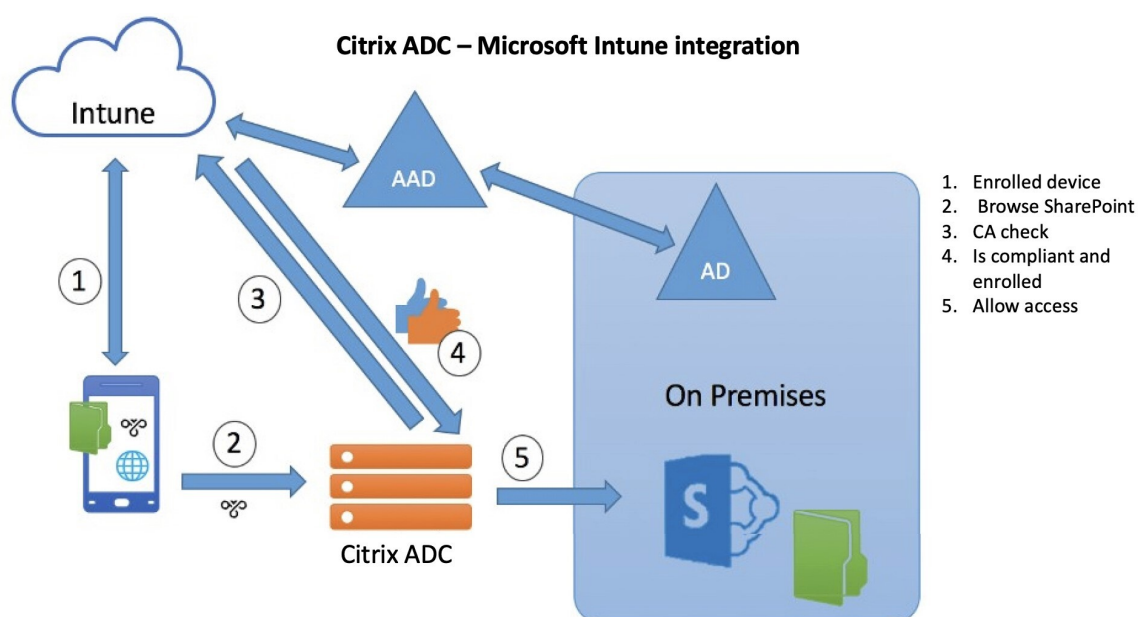 Citrix ADC – Microsoft Intune integration
Intune
AAD
AD
1. Enrolled device
2. Browse SharePoint
3. CA check
4. Is compliant and
enrolled
5. Allow access
1
3
4
On Premises
2
5
S
Citrix ADC